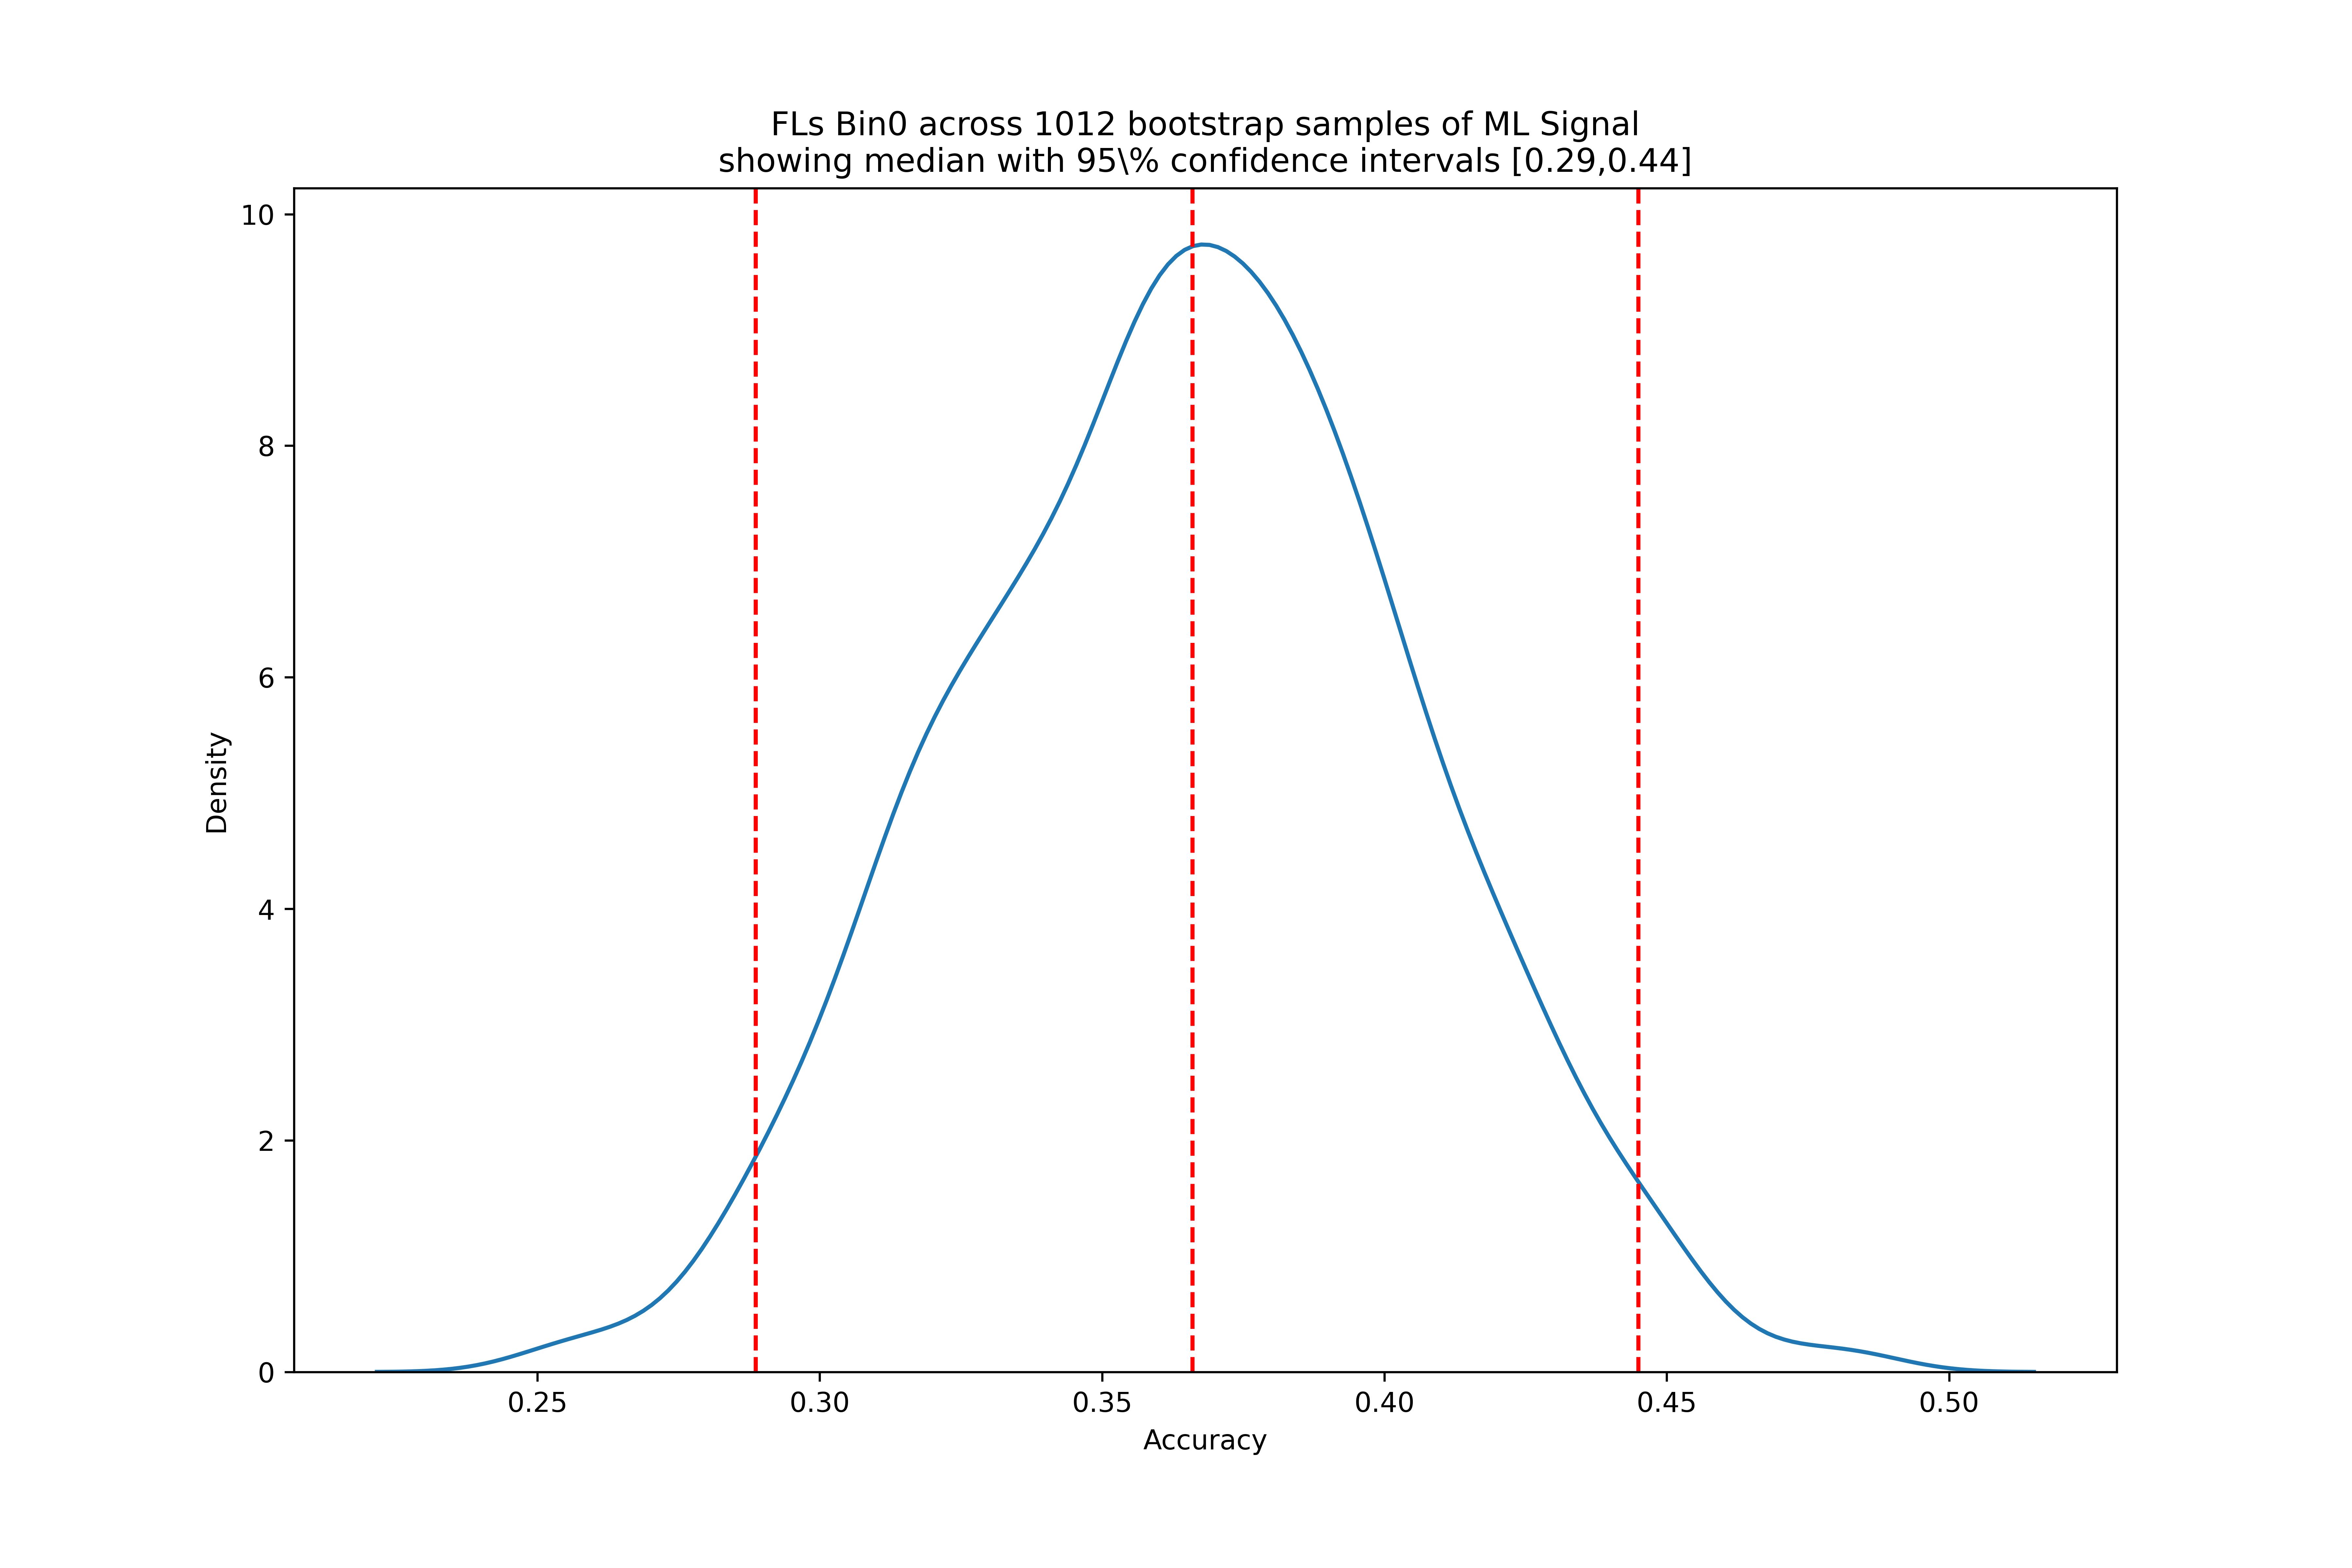 FLs Bin0 across 1012 bootstrap samples of ML Signal
showing median with 95\% confidence intervals [0.29,0.44]
10
8
6
4
2
0
Density
0.25 0.30 0.35 0.40 0.45 0.50
Accuracy